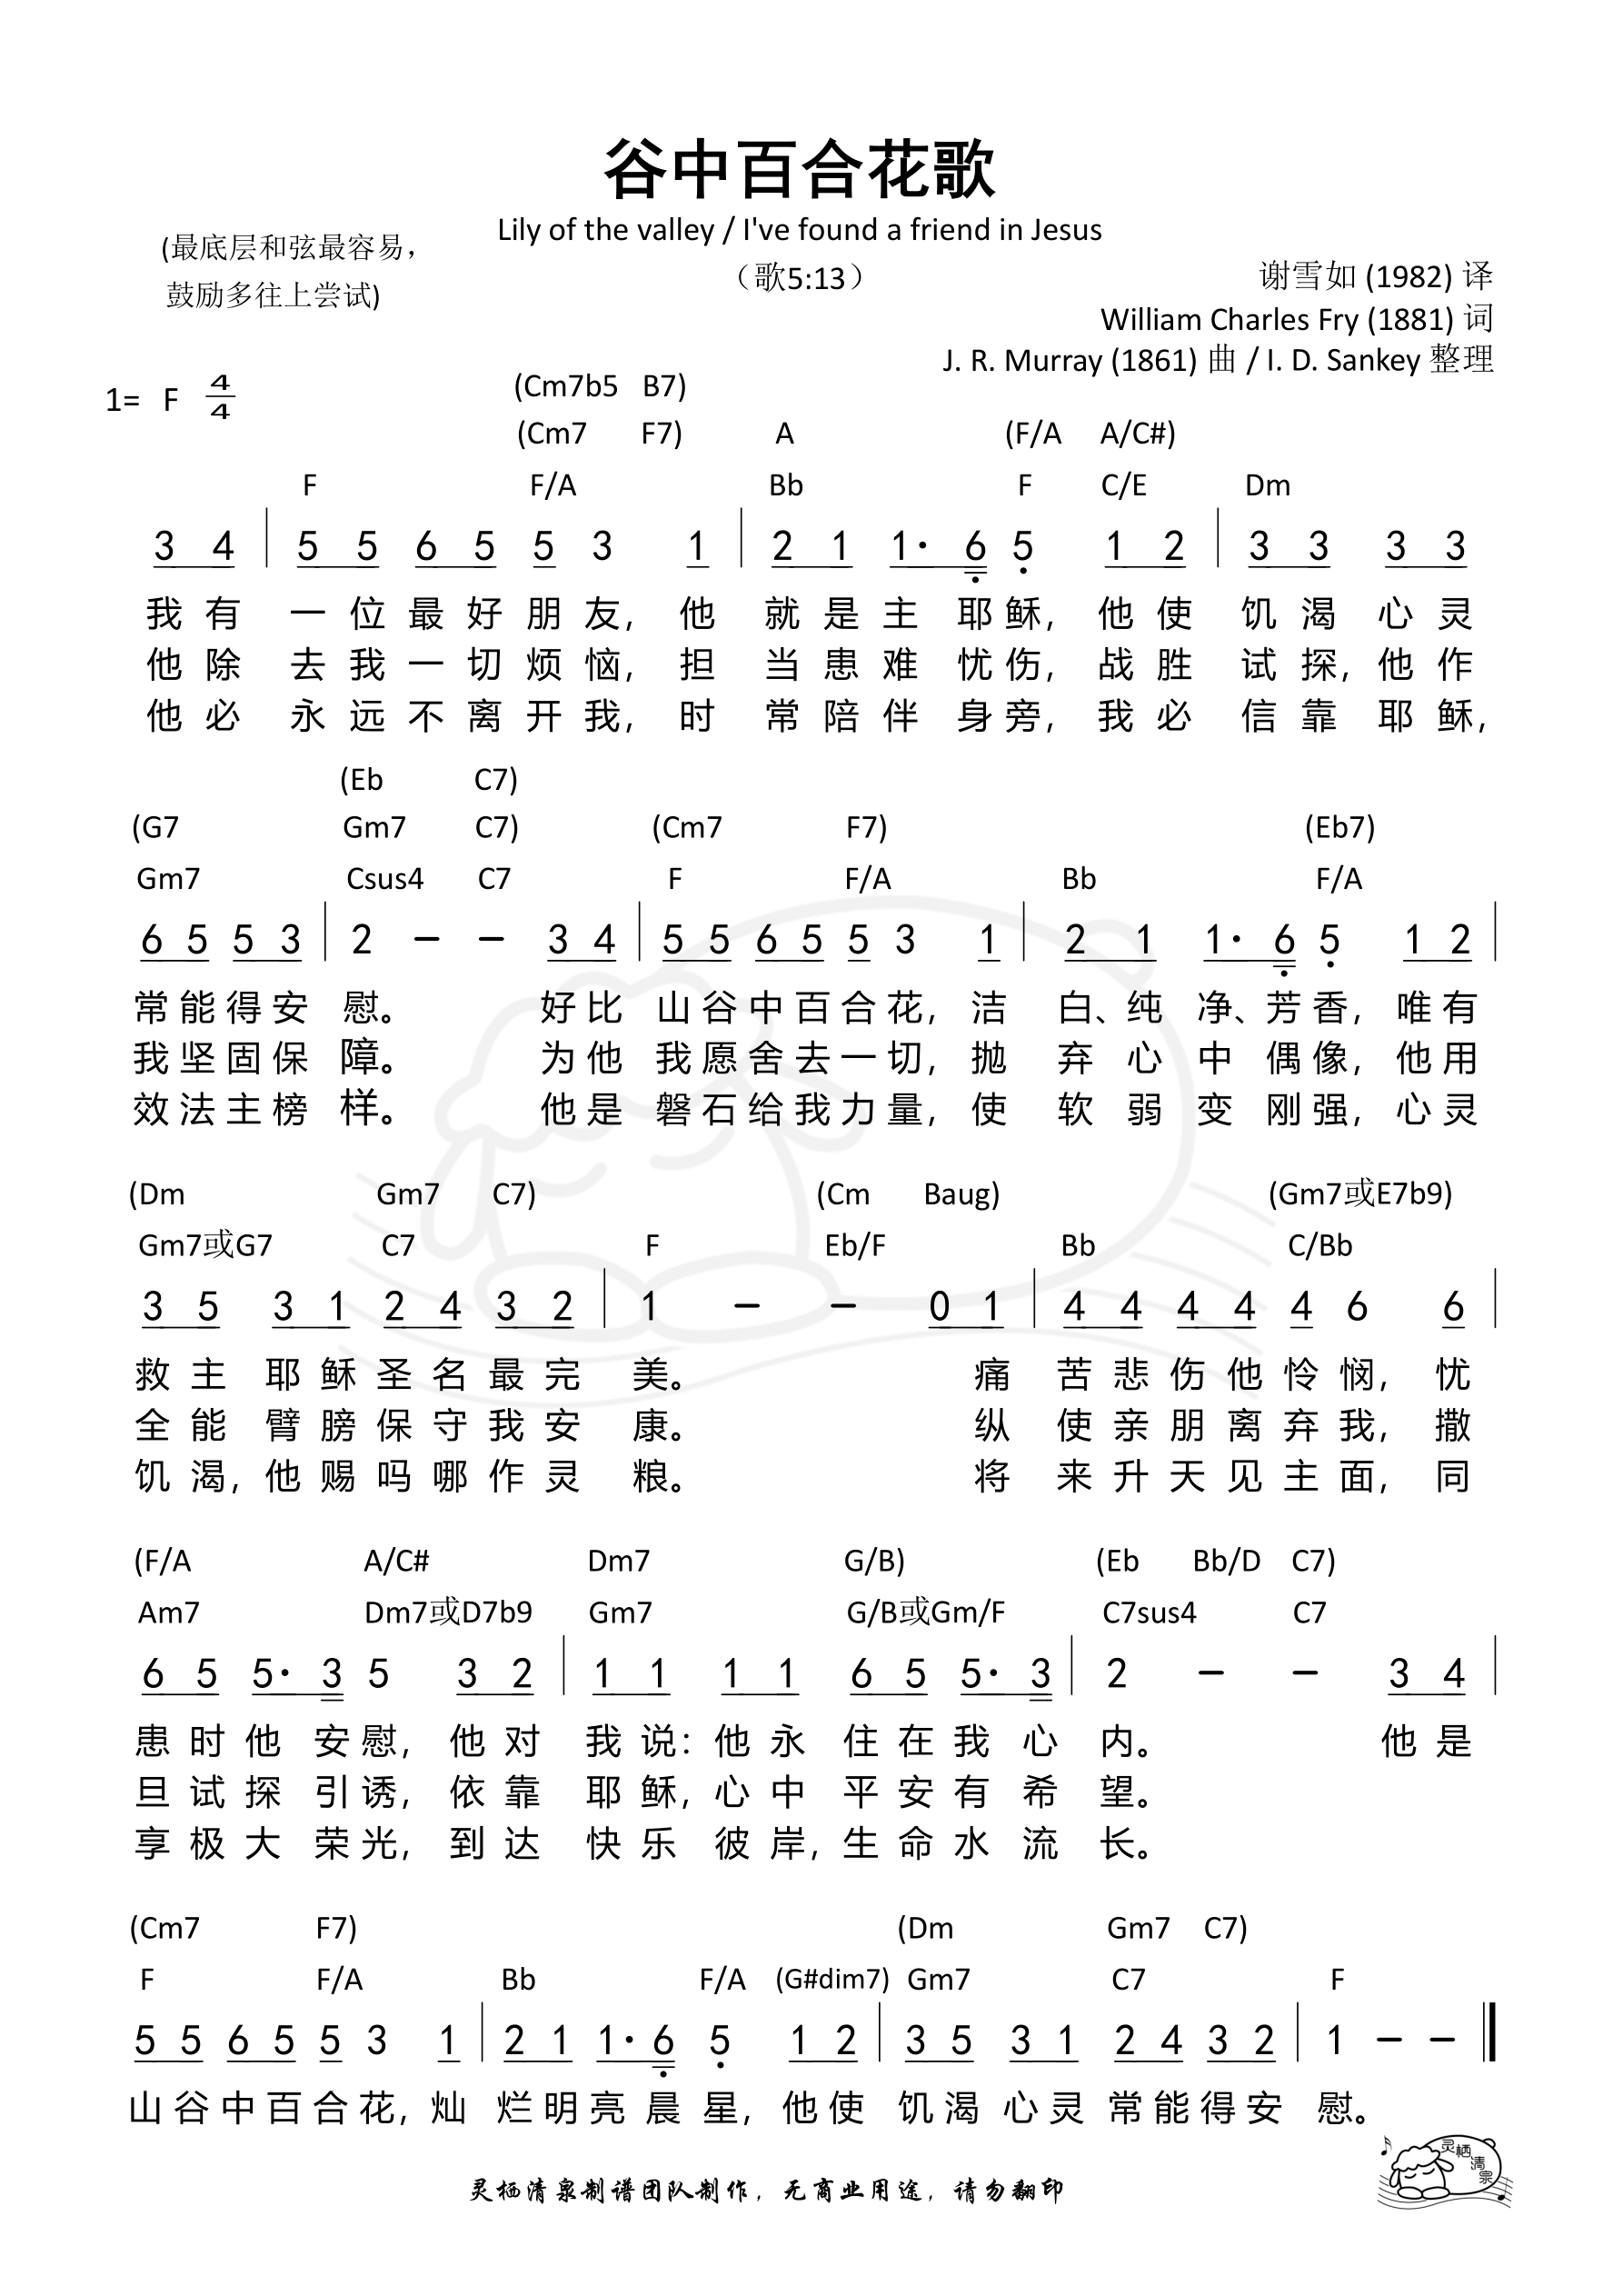 谷中百合花歌
Lily of the valley / I've found a friend in Jesus
(最底层和弦最容易，
（歌5:13）
谢雪如 (1982) 译
鼓励多往上尝试)
William Charles Fry (1881) 词
J. R. Murray (1861) 曲 / I. D. Sankey 整理
1= F 4/4
(Cm7b5 B7)
(Cm7 F7) A (F/A A/C#)
F F/A Bb F C/E Dm
3 4 | 5 5 6 5 5 3 1 | 2 1 1· 6 5 1 2 | 3 3 3 3
我有 一位最好朋友，他 就是主耶稣，他使 饥渴心灵
他除 去我一切烦恼，担 当患难忧伤，战胜 试探，他作
他必 永远不离开我，时 常陪伴身旁，我必 信靠耶稣，
(Eb C7)
(G7 Gm7 C7) (Cm7 F7) (Eb7)
Gm7 Csus4 C7 F F/A Bb F/A
6 5 5 3 | 2 – – 3 4 | 5 5 6 5 5 3 1 | 2 1 1· 6 5 1 2 |
常能得安 慰。 好比 山谷中百合花，洁 白、纯净、芳香，唯有
我坚固保 障。 为他 我愿舍去一切，抛 弃心中偶像，他用
效法主榜 样。 他是 磐石给我力量，使 软弱变刚强，心灵
(Dm Gm7 C7) (Cm Baug) (Gm7或E7b9)
Gm7或G7 C7 F Eb/F Bb C/Bb
3 5 3 1 2 4 3 2 | 1 – – 0 1 | 4 4 4 4 4 6 6 |
救主耶稣圣名最完 美。 痛 苦悲伤他怜悯，忧
全能臂膀保守我安 康。 纵 使亲朋离弃我，撒
饥渴，他赐吗哪作灵 粮。 将 来升天见主面，同
(F/A A/C# Dm7 G/B) (Eb Bb/D C7)
Am7 Dm7或D7b9 Gm7 G/B或Gm/F C7sus4 C7
6 5 5· 3 5 3 2 | 1 1 1 1 6 5 5· 3 | 2 – – 3 4 |
患时他安慰，他对 我说：他永住在我心 内。 他是
旦试探引诱，依靠 耶稣，心中平安有希 望。
享极大荣光，到达 快乐彼岸，生命水流 长。
(Cm7 F7) (Dm Gm7 C7)
F F/A Bb F/A (G#dim7) Gm7 C7 F
5 5 6 5 5 3 1 | 2 1 1· 6 5 1 2 | 3 5 3 1 2 4 3 2 | 1 – – ‖
山谷中百合花，灿 烂明亮晨星，他使 饥渴心灵常能得安 慰。
灵栖清泉
灵栖清泉制谱团队制作，无商业用途，请勿翻印